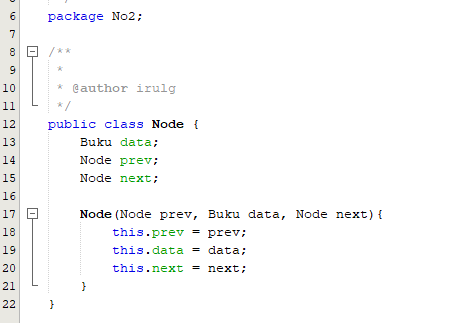 6 package No2;
7
8 /**
9  *
10  * @author irulg
11  */
12 public class Node {
13     Buku data;
14     Node prev;
15     Node next;
16
17     Node(Node prev, Buku data, Node next){
18         this.prev = prev;
19         this.data = data;
20         this.next = next;
21     }
22 }